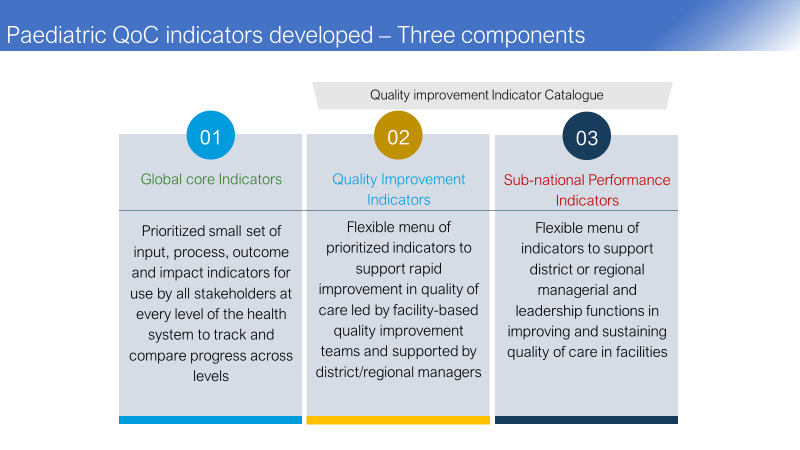 Paediatric QoC indicators developed – Three components
Quality improvement Indicator Catalogue
01
Global core Indicators
Prioritized small set of
input, process, outcome
and impact indicators for
use by all stakeholders at
every level of the health
system to track and
compare progress across
levels
02
Quality Improvement
Indicators
Flexible menu of
prioritized indicators to
support rapid
improvement in quality of
care led by facility-based
quality improvement
teams and supported by
district/regional managers
03
Sub-national Performance
Indicators
Flexible menu of
indicators to support
district or regional
managerial and
leadership functions in
improving and sustaining
quality of care in facilities